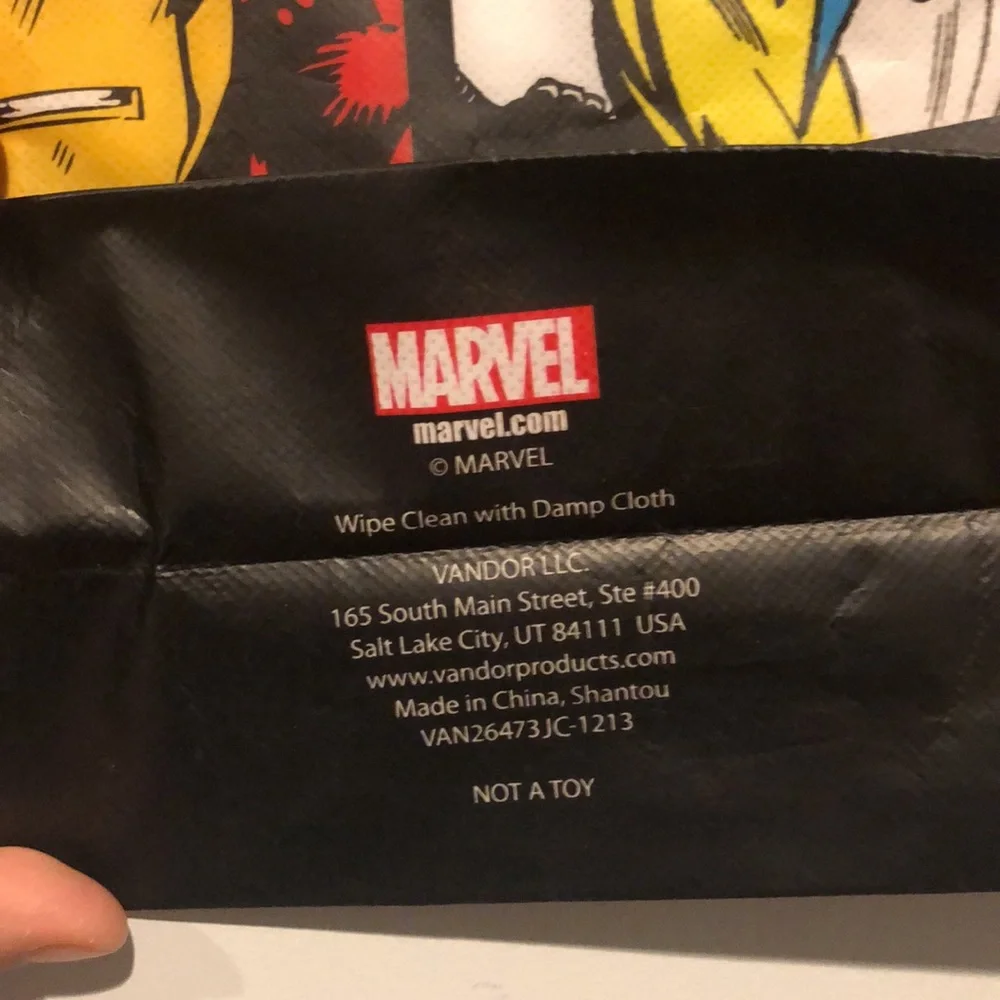 MARVEL
marvel.com
© MARVEL
Wipe Clean with Damp Cloth
VANDOR LLC.
165 South Main Street, Ste #400
Salt Lake City, UT 84111 USA
www.vandorproducts.com
Made in China, Shantou
VAN26473JC-1213
NOT A TOY